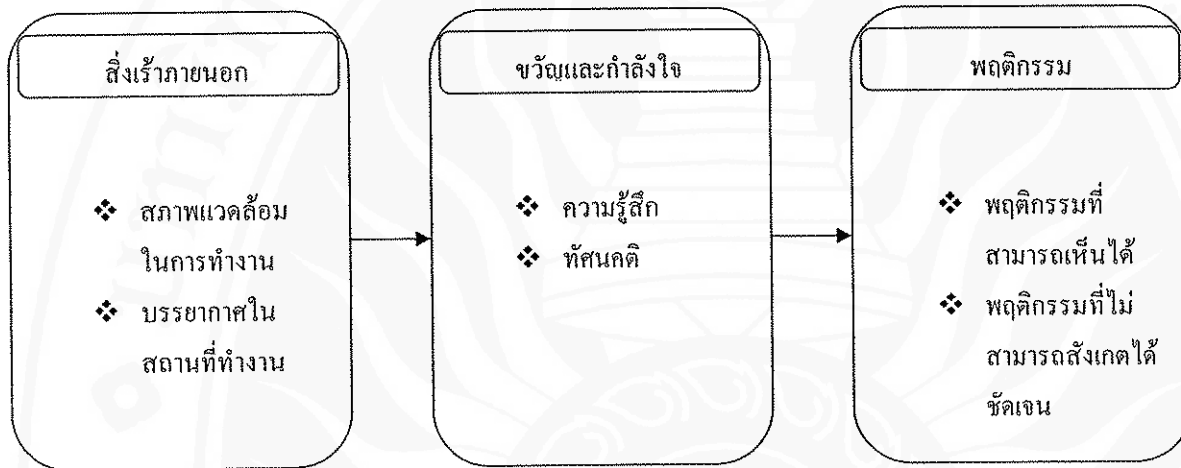 สิ่งเร้าภายนอก
❖ สภาพแวดล้อม
ในการทำงาน
❖ บรรยากาศใน
สถานที่ทำงาน
ขวัญและกำลังใจ
❖ ความรู้สึก
❖ ทัศนคติ
พฤติกรรม
❖ พฤติกรรมที่
สามารถเห็นได้
❖ พฤติกรรมที่ไม่
สามารถสังเกตได้
ชัดเจน